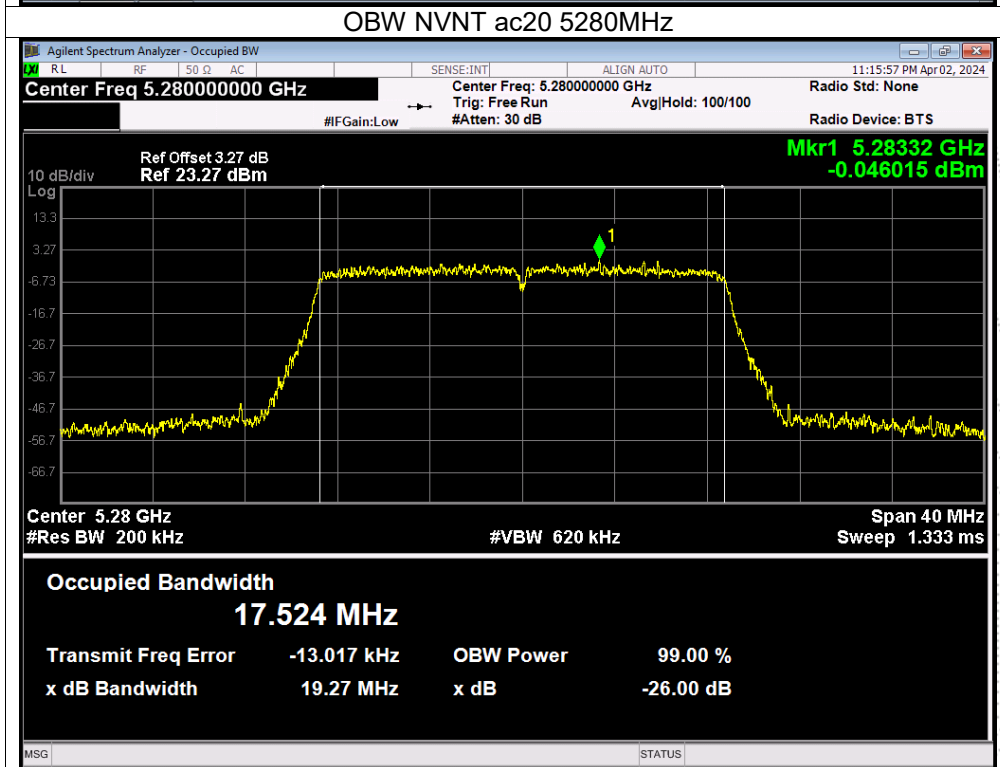 OBW NVNT ac20 5280MHz
Agilent Spectrum Analyzer - Occupied BW
LXI RL RF 50 Ω AC SENSE:INT ALIGN AUTO 11:15:57 PM Apr 02, 2024
Center Freq 5.280000000 GHz Center Freq: 5.280000000 GHz Radio Std: None
Trig: Free Run Avg|Hold: 100/100
#IFGain:Low #Atten: 30 dB Radio Device: BTS
Mkr1 5.28332 GHz
-0.046015 dBm
Ref Offset 3.27 dB
10 dB/div Ref 23.27 dBm
Log
13.3
1
3.27
-6.73
-16.7
-26.7
-36.7
-46.7
-56.7
-66.7
Center 5.28 GHz Span 40 MHz
#Res BW 200 kHz #VBW 620 kHz Sweep 1.333 ms
Occupied Bandwidth
17.524 MHz
Transmit Freq Error -13.017 kHz OBW Power 99.00 %
x dB Bandwidth 19.27 MHz x dB -26.00 dB
MSG STATUS